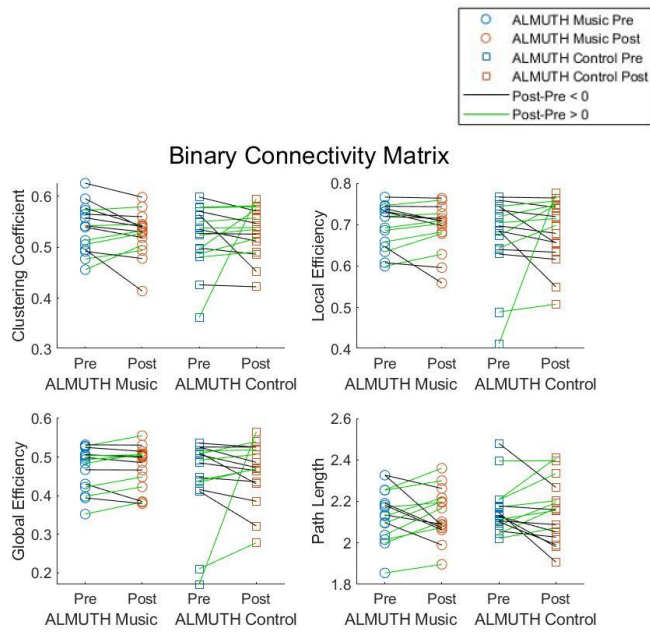 ALMUTH Music Pre
ALMUTH Music Post
ALMUTH Control Pre
ALMUTH Control Post
Post-Pre < 0
Post-Pre > 0
Binary Connectivity Matrix
Clustering Coefficient
0.6
0.5
0.4
0.3
Pre Post Pre Post
ALMUTH Music ALMUTH Control
Local Efficiency
0.8
0.7
0.6
0.5
0.4
Pre Post Pre Post
ALMUTH Music ALMUTH Control
Global Efficiency
0.6
0.5
0.4
0.3
0.2
Pre Post Pre Post
ALMUTH Music ALMUTH Control
Path Length
2.6
2.4
2.2
2
1.8
Pre Post Pre Post
ALMUTH Music ALMUTH Control